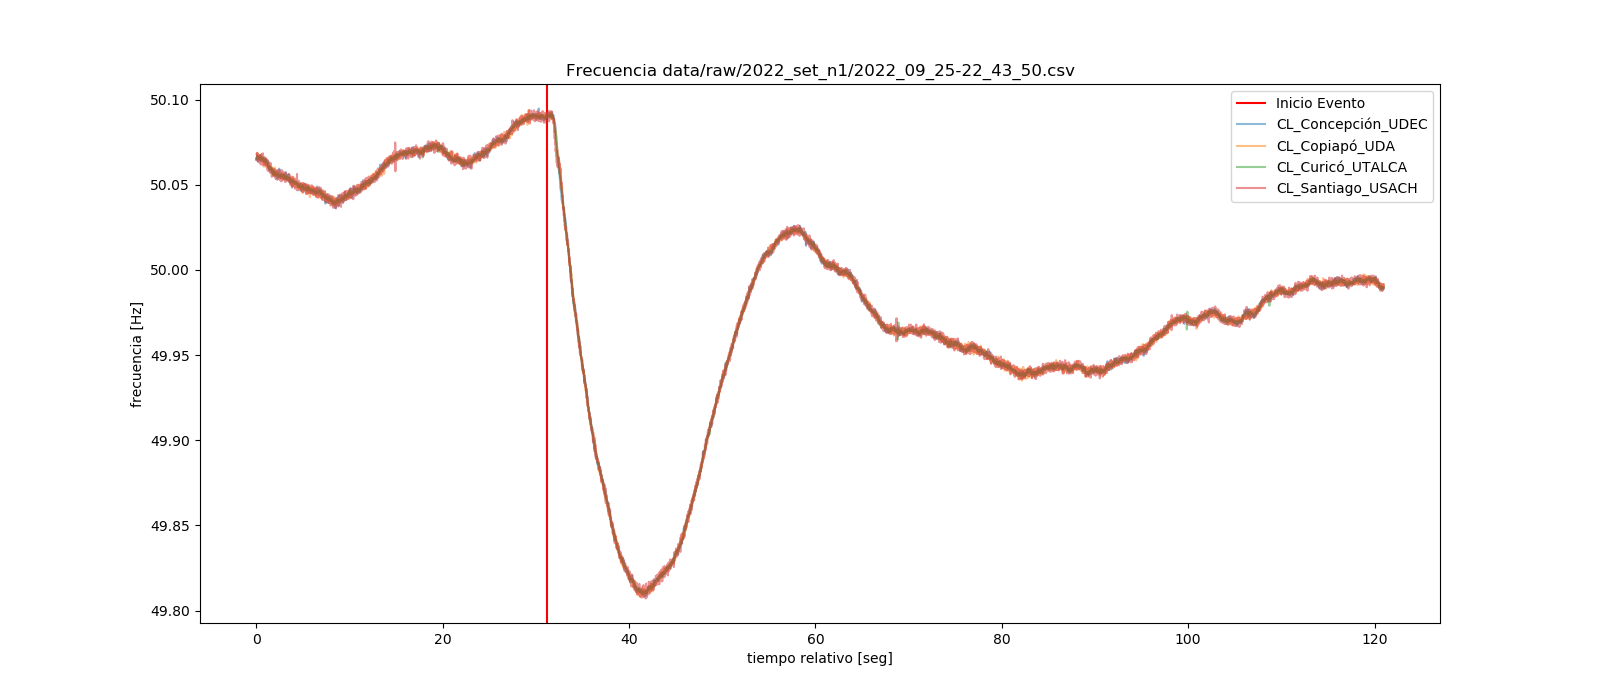 Frecuencia data/raw/2022_set_n1/2022_09_25-22_43_50.csv
50.10
50.05
50.00
49.95
49.90
49.85
49.80
frecuencia [Hz]
Inicio Evento
CL_Concepción_UDEC
CL_Copiapó_UDA
CL_Curicó_UTALCA
CL_Santiago_USACH
0 20 40 60 80 100 120
tiempo relativo [seg]